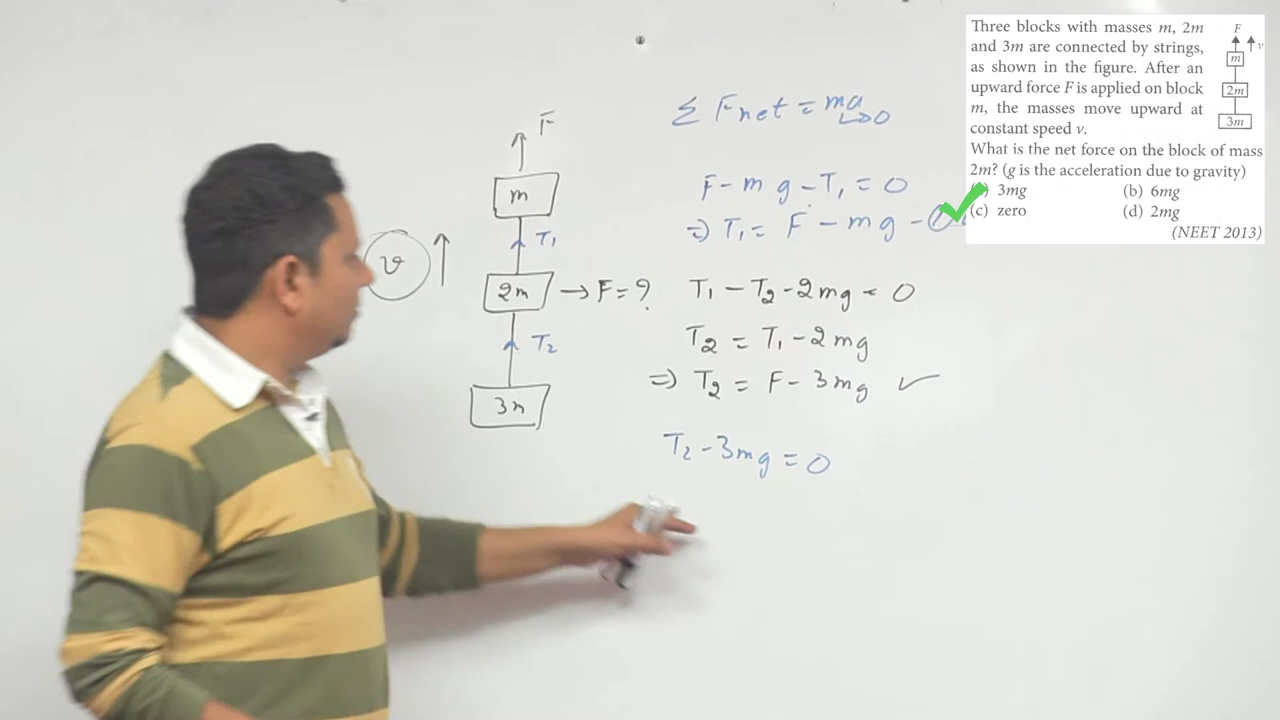 Three blocks with masses m, 2m
and 3m are connected by strings,
as shown in the figure. After an
upward force F is applied on block
m, the masses move upward at
constant speed v.
What is the net force on the block of mass
2m? (g is the acceleration due to gravity)
3mg (b) 6mg
(c) zero (d) 2mg
(NEET 2013)
F
v
m
2m
3m
F
m
T₁
v
2m → F = ?
T₂
3m
Σ Fnet = ma
↳0
F - mg - T₁ = 0
⇒ T₁ = F - mg -
T₁ - T₂ - 2mg = 0
T₂ = T₁ - 2mg
⇒ T₂ = F - 3mg ✓
T₂ - 3mg = 0